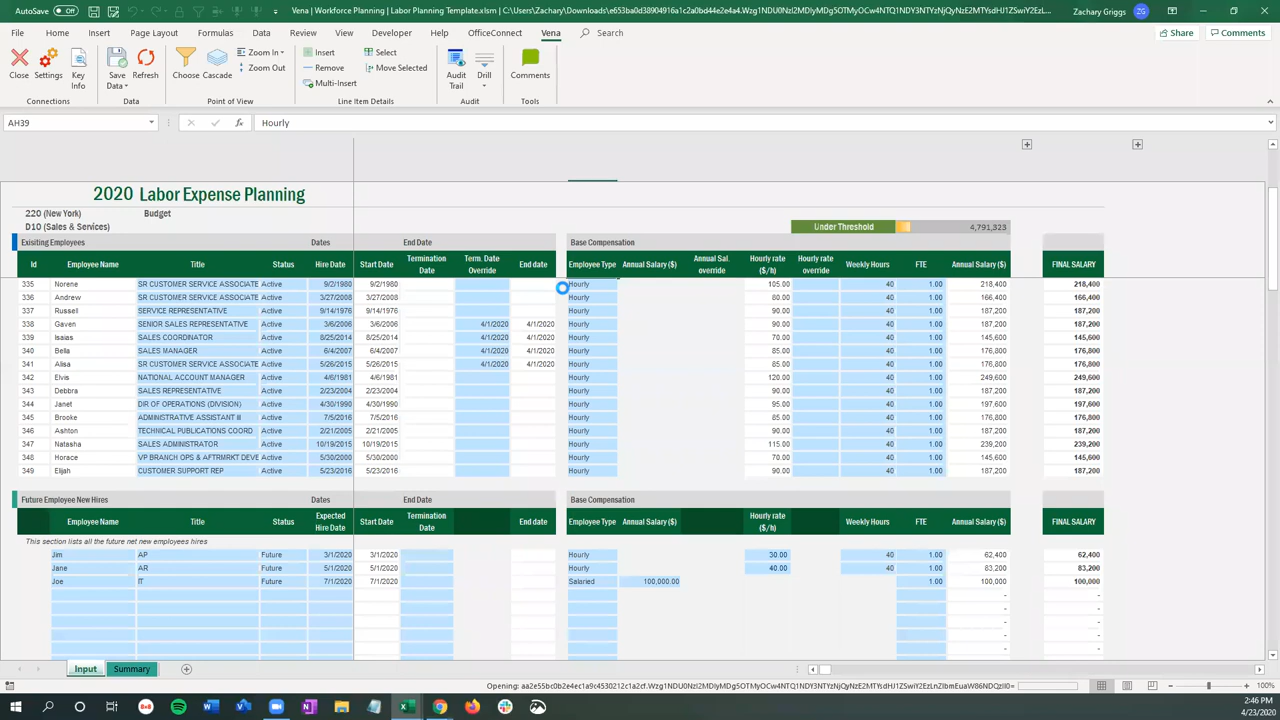 AutoSave Off Vena | Workforce Planning | Labor Planning Template.xlsm Zachary Griggs ZG
File Home Insert Page Layout Formulas Data Review View Developer Help OfficeConnect Vena Search Share Comments
Close Settings Key Info Save Data Refresh Choose Cascade Zoom In Zoom Out Insert Remove Multi-Insert Select Move Selected Audit Trail Drill Comments
Connections Data Point of View Line Item Details Audit Tools
AH39 fx Hourly
2020 Labor Expense Planning
220 (New York) Budget
D10 (Sales & Services) Under Threshold 4,791,323
Exisiting Employees Dates End Date Base Compensation
Id Employee Name Title Status Hire Date Start Date Termination Date Term. Date Override End date Employee Type Annual Salary ($) Annual Sal. override Hourly rate ($/h) Hourly rate override Weekly Hours FTE Annual Salary ($) FINAL SALARY
335 Norene SR CUSTOMER SERVICE ASSOCIATE Active 9/2/1980 9/2/1980 Hourly 105.00 40 1.00 218,400 218,400
336 Andrew SR CUSTOMER SERVICE ASSOCIATE Active 3/27/2008 3/27/2008 Hourly 80.00 40 1.00 166,400 166,400
337 Russell SERVICE REPRESENTATIVE Active 9/14/1976 9/14/1976 Hourly 90.00 40 1.00 187,200 187,200
338 Gaven SENIOR SALES REPRESENTATIVE Active 3/6/2006 3/6/2006 4/1/2020 4/1/2020 Hourly 90.00 40 1.00 187,200 187,200
339 Isaias SALES COORDINATOR Active 8/25/2014 8/25/2014 4/1/2020 4/1/2020 Hourly 70.00 40 1.00 145,600 145,600
340 Bella SALES MANAGER Active 6/4/2007 6/4/2007 4/1/2020 4/1/2020 Hourly 85.00 40 1.00 176,800 176,800
341 Alisa SR CUSTOMER SERVICE ASSOCIATE Active 5/26/2015 5/26/2015 4/1/2020 4/1/2020 Hourly 85.00 40 1.00 176,800 176,800
342 Elvis NATIONAL ACCOUNT MANAGER Active 4/6/1981 4/6/1981 Hourly 120.00 40 1.00 249,600 249,600
343 Debbra SALES REPRESENTATIVE Active 2/23/2004 2/23/2004 Hourly 90.00 40 1.00 187,200 187,200
344 Janet DIR OF OPERATIONS (DIVISION) Active 4/30/1990 4/30/1990 Hourly 95.00 40 1.00 197,600 197,600
345 Brooke ADMINISTRATIVE ASSISTANT III Active 7/5/2016 7/5/2016 Hourly 85.00 40 1.00 176,800 176,800
346 Ashton TECHNICAL PUBLICATIONS COORD Active 2/21/2005 2/21/2005 Hourly 90.00 40 1.00 187,200 187,200
347 Natasha SALES ADMINISTRATOR Active 10/19/2015 10/19/2015 Hourly 115.00 40 1.00 239,200 239,200
348 Horace VP BRANCH OPS & AFTRMRKT DEVE Active 5/30/2000 5/30/2000 Hourly 70.00 40 1.00 145,600 145,600
349 Elijah CUSTOMER SUPPORT REP Active 5/23/2016 5/23/2016 Hourly 90.00 40 1.00 187,200 187,200
Future Employee New Hires Dates End Date Base Compensation
Employee Name Title Status Expected Hire Date Start Date Termination Date End date Employee Type Annual Salary ($) Hourly rate ($/h) Weekly Hours FTE Annual Salary ($) FINAL SALARY
This section lists all the future net new employees hires
Jim AP Future 3/1/2020 3/1/2020 Hourly 30.00 40 1.00 62,400 62,400
Jane AR Future 5/1/2020 5/1/2020 Hourly 40.00 40 1.00 83,200 83,200
Joe IT Future 7/1/2020 7/1/2020 Salaried 100,000.00 1.00 100,000 100,000
- -
- -
- -
- -
- -
Input Summary
100%
2:46 PM
4/23/2020